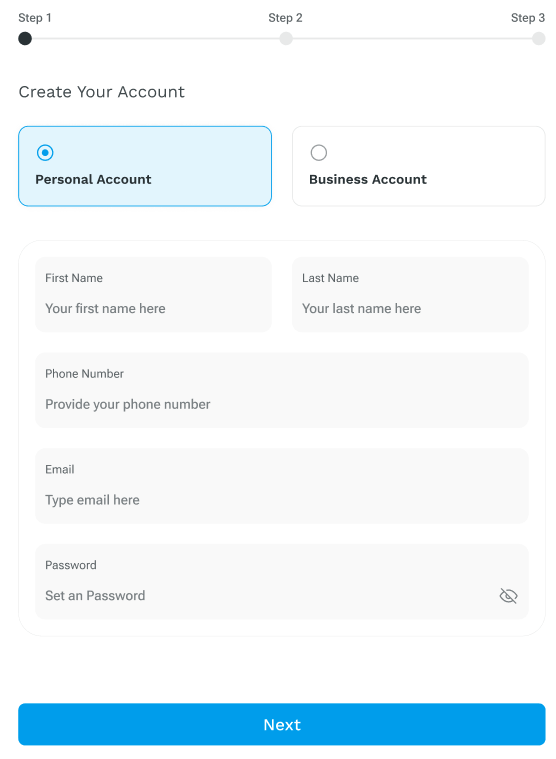 Step 1 Step 2 Step 3
Create Your Account
Personal Account Business Account
First Name Last Name
Your first name here Your last name here
Phone Number
Provide your phone number
Email
Type email here
Password
Set an Password
Next